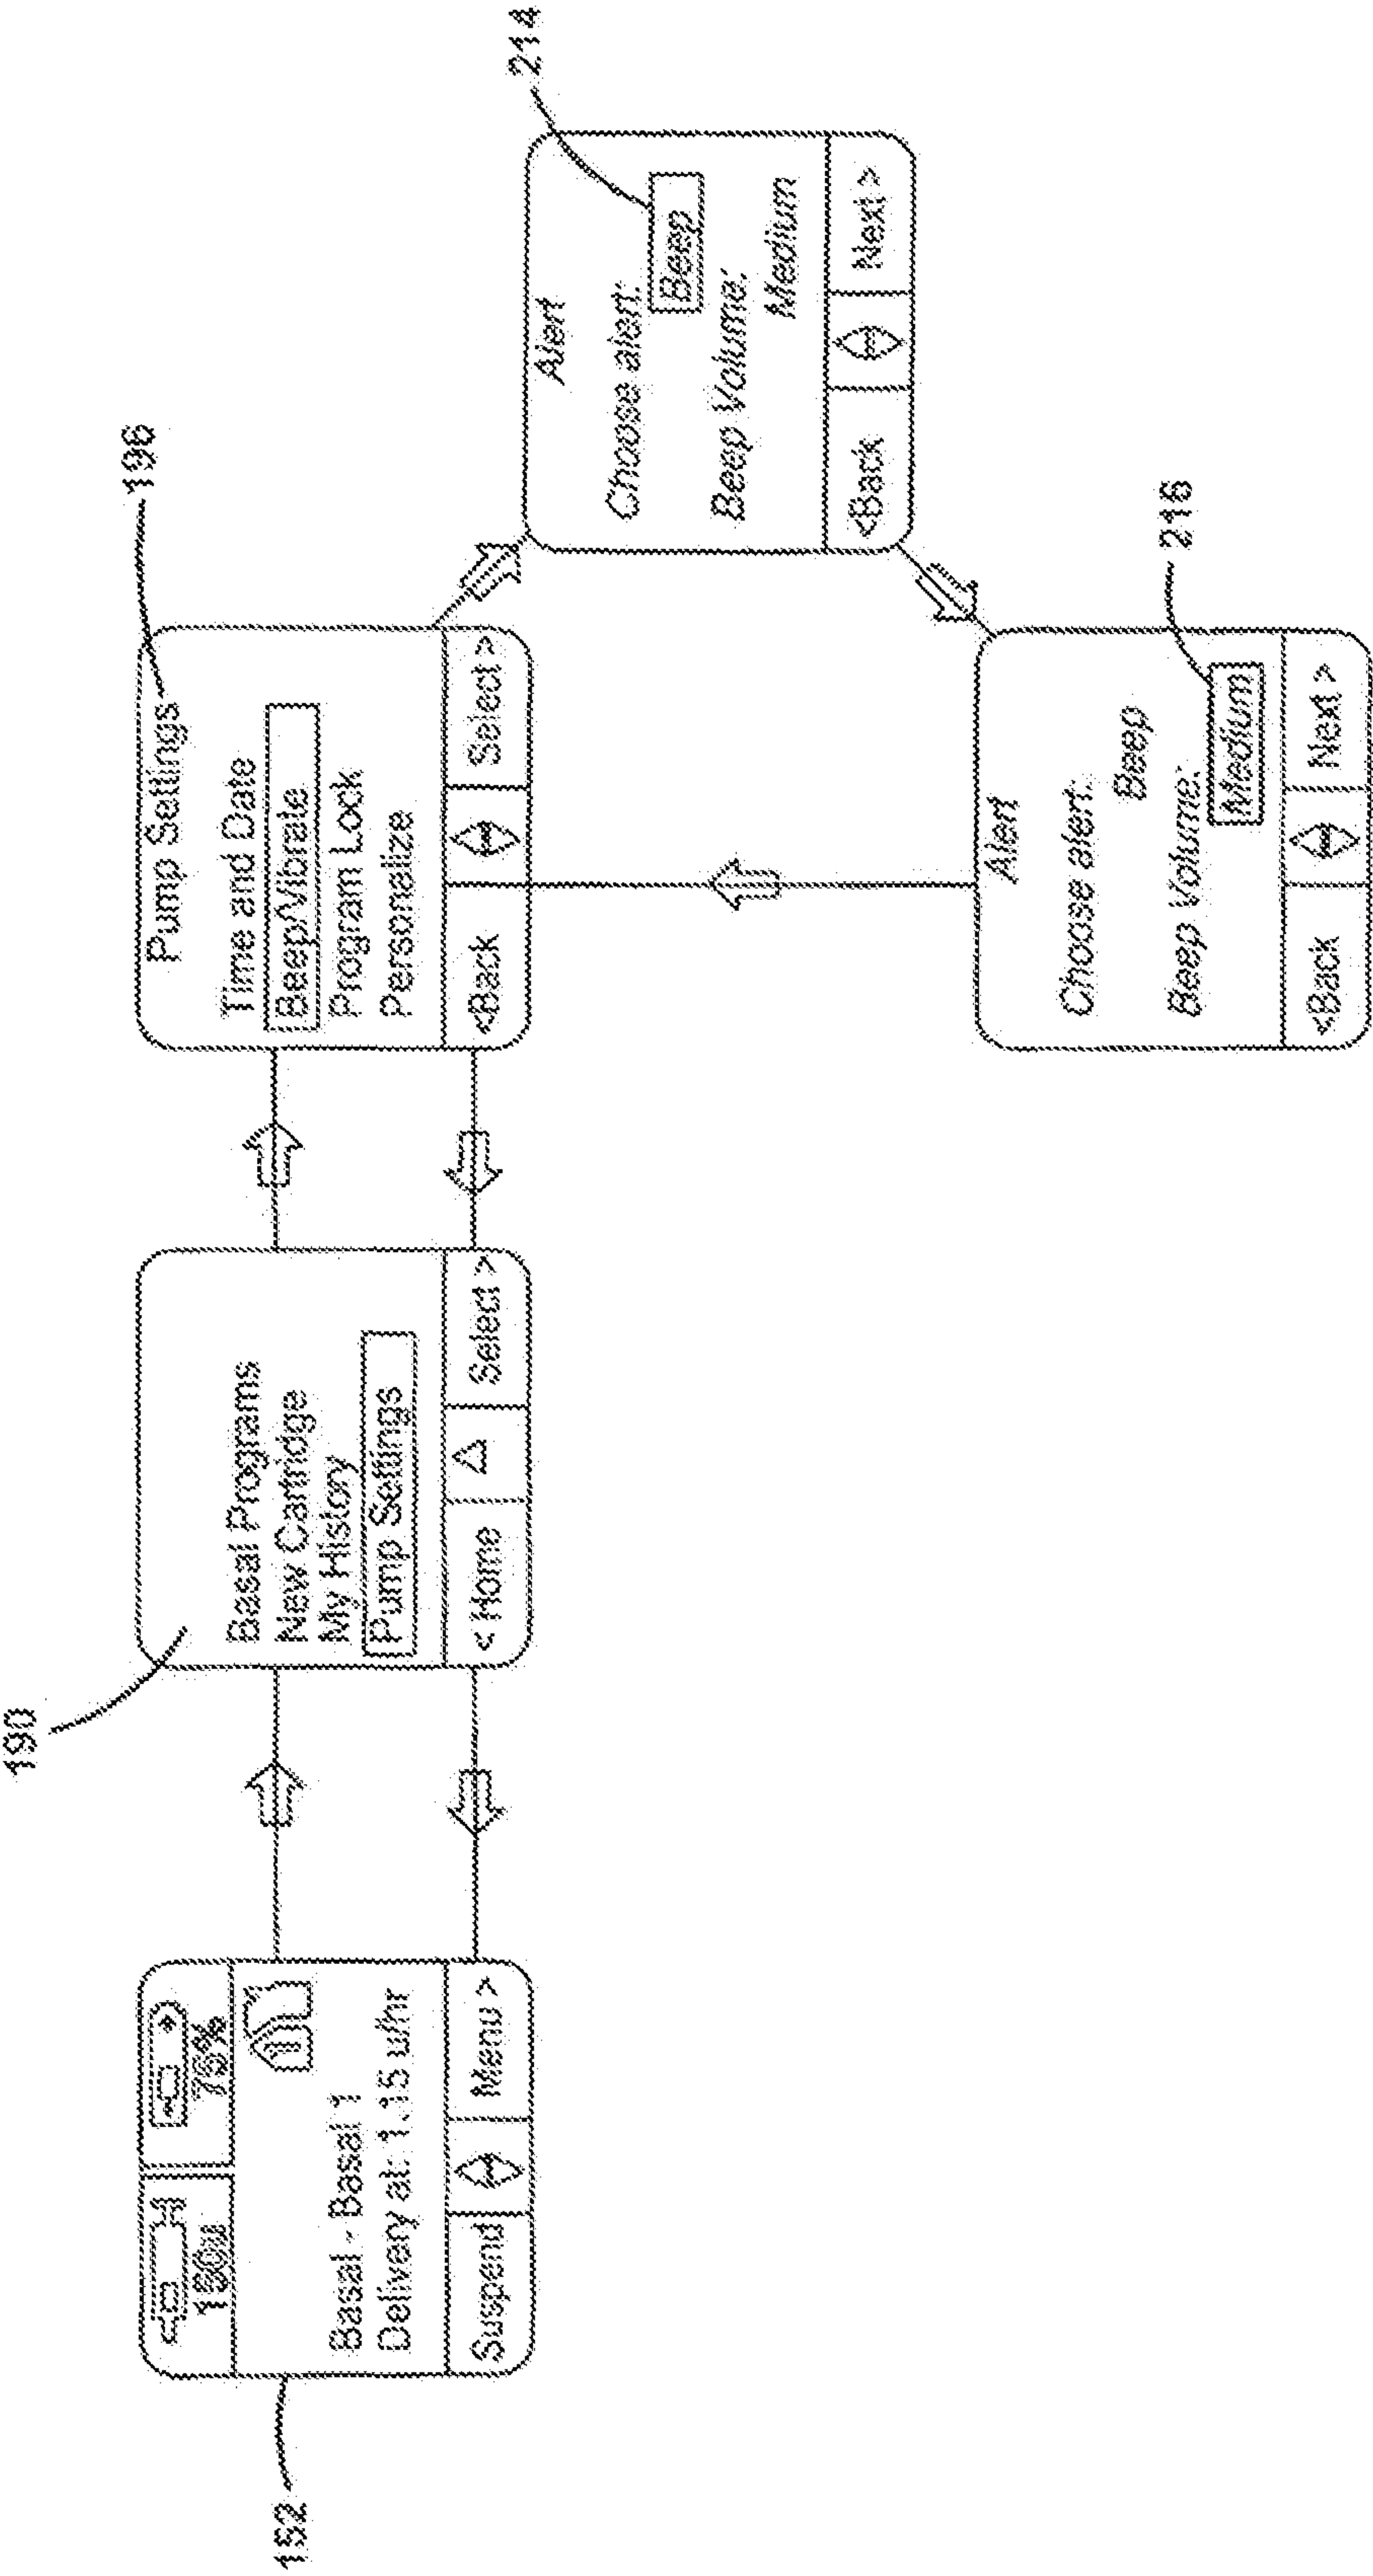 152
150u
75%
Basal - Basal 1
Delivery at: 1.15 u/hr
Suspend
Menu >
190
Basal Programs
New Cartridge
My History
Pump Settings
< Home
Select >
196
Pump Settings
Time and Date
Beep/Vibrate
Program Lock
Personalize
<Back
Select >
214
Alert
Choose alert:
Beep
Beep Volume:
Medium
<Back
Next >
216
Alert
Choose alert:
Beep
Beep Volume:
Medium
<Back
Next >